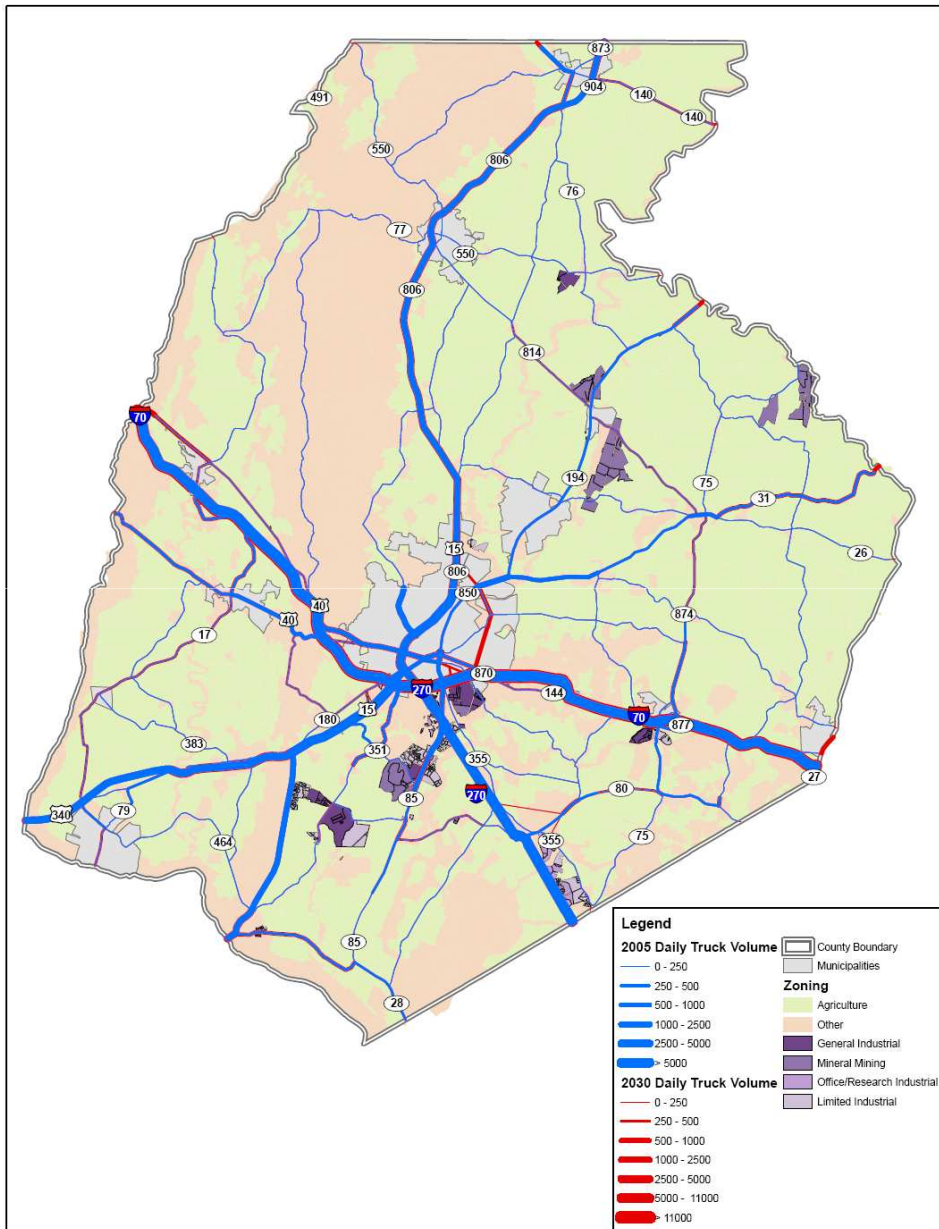 873
904
491
140
140
806
550
76
77
550
806
814
70
194
75
31
15
26
806
850
40
40
874
17
870
270
144
15
180
70
877
383
351
355
27
270
80
85
340
79
355
75
464
85
28
Legend
2005 Daily Truck Volume
0 - 250
250 - 500
500 - 1000
1000 - 2500
2500 - 5000
> 5000
2030 Daily Truck Volume
0 - 250
250 - 500
500 - 1000
1000 - 2500
2500 - 5000
5000 - 11000
> 11000
County Boundary
Municipalities
Zoning
Agriculture
Other
General Industrial
Mineral Mining
Office/Research Industrial
Limited Industrial